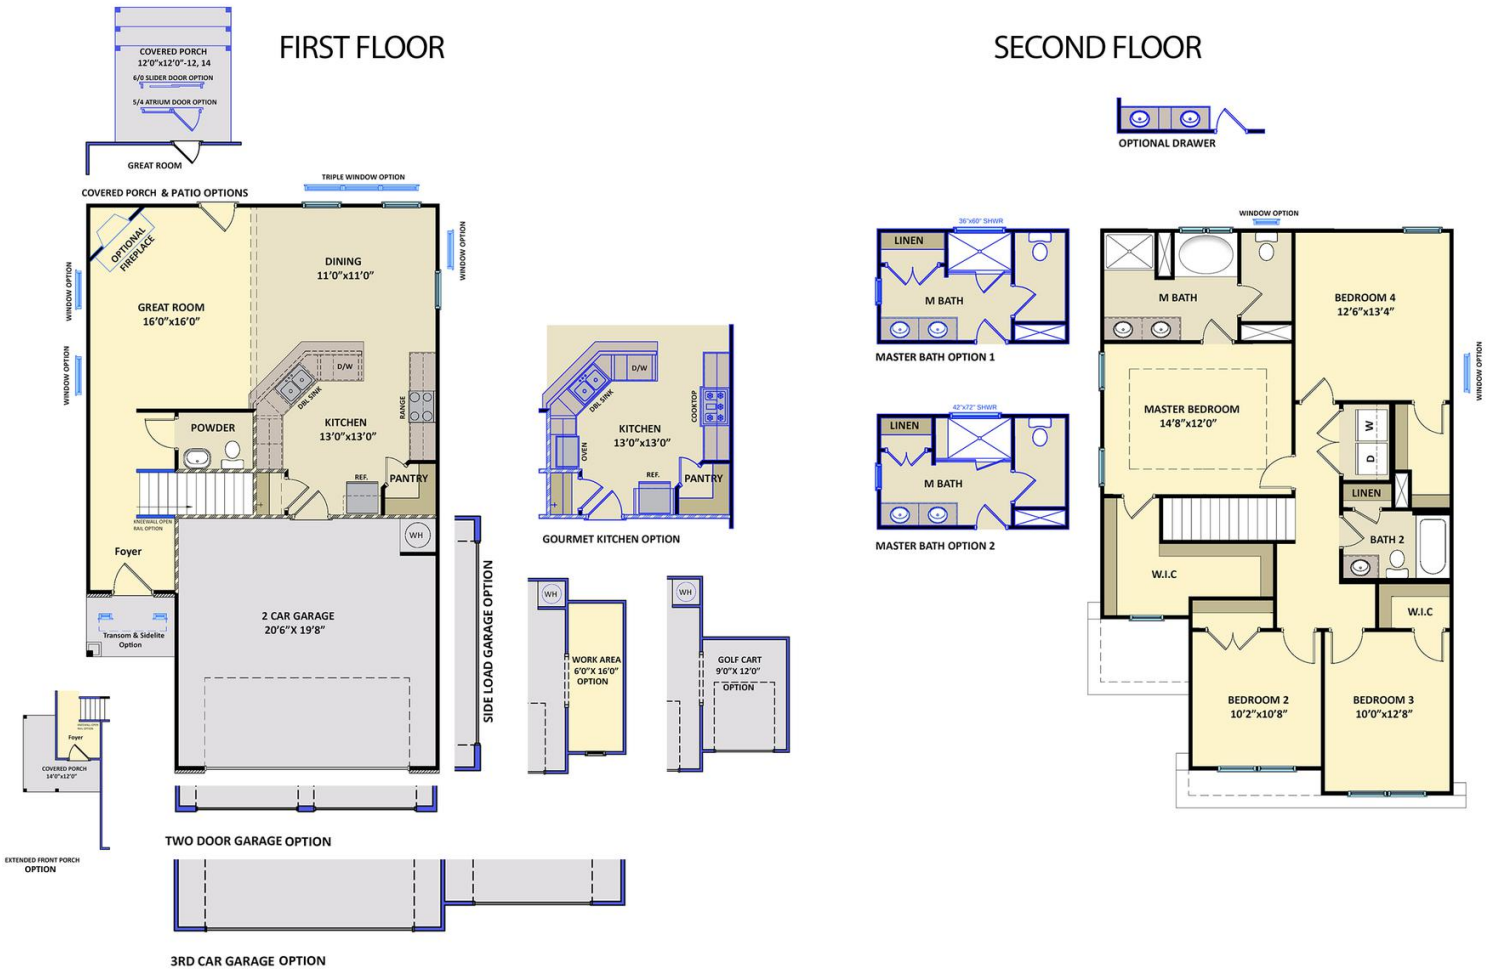 FIRST FLOOR
COVERED PORCH
12'0"x12'0"-12, 14
6/0 SLIDER DOOR OPTION
5/4 ATRIUM DOOR OPTION
GREAT ROOM
COVERED PORCH & PATIO OPTIONS
TRIPLE WINDOW OPTION
OPTIONAL
FIREPLACE
WINDOW OPTION
WINDOW OPTION
WINDOW OPTION
DINING
11'0"x11'0"
GREAT ROOM
16'0"x16'0"
D/W
DBL SINK
RANGE
KITCHEN
13'0"x13'0"
POWDER
REF.
PANTRY
KNEEWALL OPEN
RAIL OPTION
Foyer
WH
2 CAR GARAGE
20'6"X 19'8"
Transom & Sidelite
Option
SIDE LOAD GARAGE OPTION
Foyer
COVERED PORCH
14'0"x12'0"
EXTENDED FRONT PORCH
OPTION
TWO DOOR GARAGE OPTION
3RD CAR GARAGE OPTION
D/W
DBL SINK
COOKTOP
KITCHEN
13'0"x13'0"
OVEN
REF.
PANTRY
GOURMET KITCHEN OPTION
WH
WORK AREA
6'0"X 16'0"
OPTION
WH
GOLF CART
9'0"X 12'0"
OPTION
SECOND FLOOR
OPTIONAL DRAWER
36"x60" SHWR
LINEN
M BATH
MASTER BATH OPTION 1
42"x72" SHWR
LINEN
M BATH
MASTER BATH OPTION 2
WINDOW OPTION
M BATH
BEDROOM 4
12'6"x13'4"
WINDOW OPTION
MASTER BEDROOM
14'8"x12'0"
W
D
LINEN
BATH 2
W.I.C
W.I.C
BEDROOM 2
10'2"x10'8"
BEDROOM 3
10'0"x12'8"